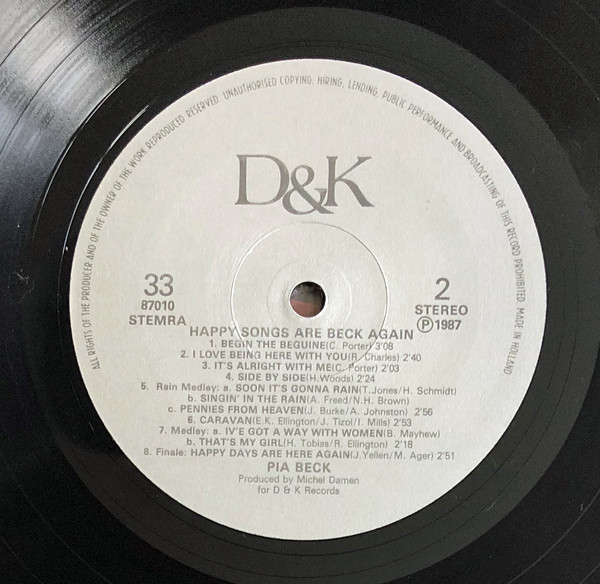 ALL RIGHTS OF THE PRODUCER AND OF THE OWNER OF THE WORK REPRODUCED RESERVED. UNAUTHORISED COPYING, HIRING, LENDING, PUBLIC PERFORMANCE AND BROADCASTING OF THIS RECORD PROHIBITED. MADE IN HOLLAND
D&K
33
87010
STEMRA
2
STEREO
Ⓟ1987
HAPPY SONGS ARE BECK AGAIN
1. BEGIN THE BEGUINE(C. Porter) 3'08
2. I LOVE BEING HERE WITH YOU(R. Charles) 2'40
3. IT'S ALRIGHT WITH ME(C. Porter) 2'03
4. SIDE BY SIDE(H.Woods) 2'24
5. Rain Medley: a. SOON IT'S GONNA RAIN(T.Jones/H. Schmidt)
b. SINGIN' IN THE RAIN(A. Freed/N.H. Brown)
c. PENNIES FROM HEAVEN(J. Burke/A. Johnston) 2'56
6. CARAVAN(E.K. Ellington/J. Tizol/I. Mills) 2'53
7. Medley: a. IV'E GOT A WAY WITH WOMEN(B. Mayhew)
b. THAT'S MY GIRL(H. Tobias/R. Ellington) 2'18
8. Finale: HAPPY DAYS ARE HERE AGAIN(J.Yellen/M. Ager) 2'51
PIA BECK
Produced by Michel Damen
for D & K Records